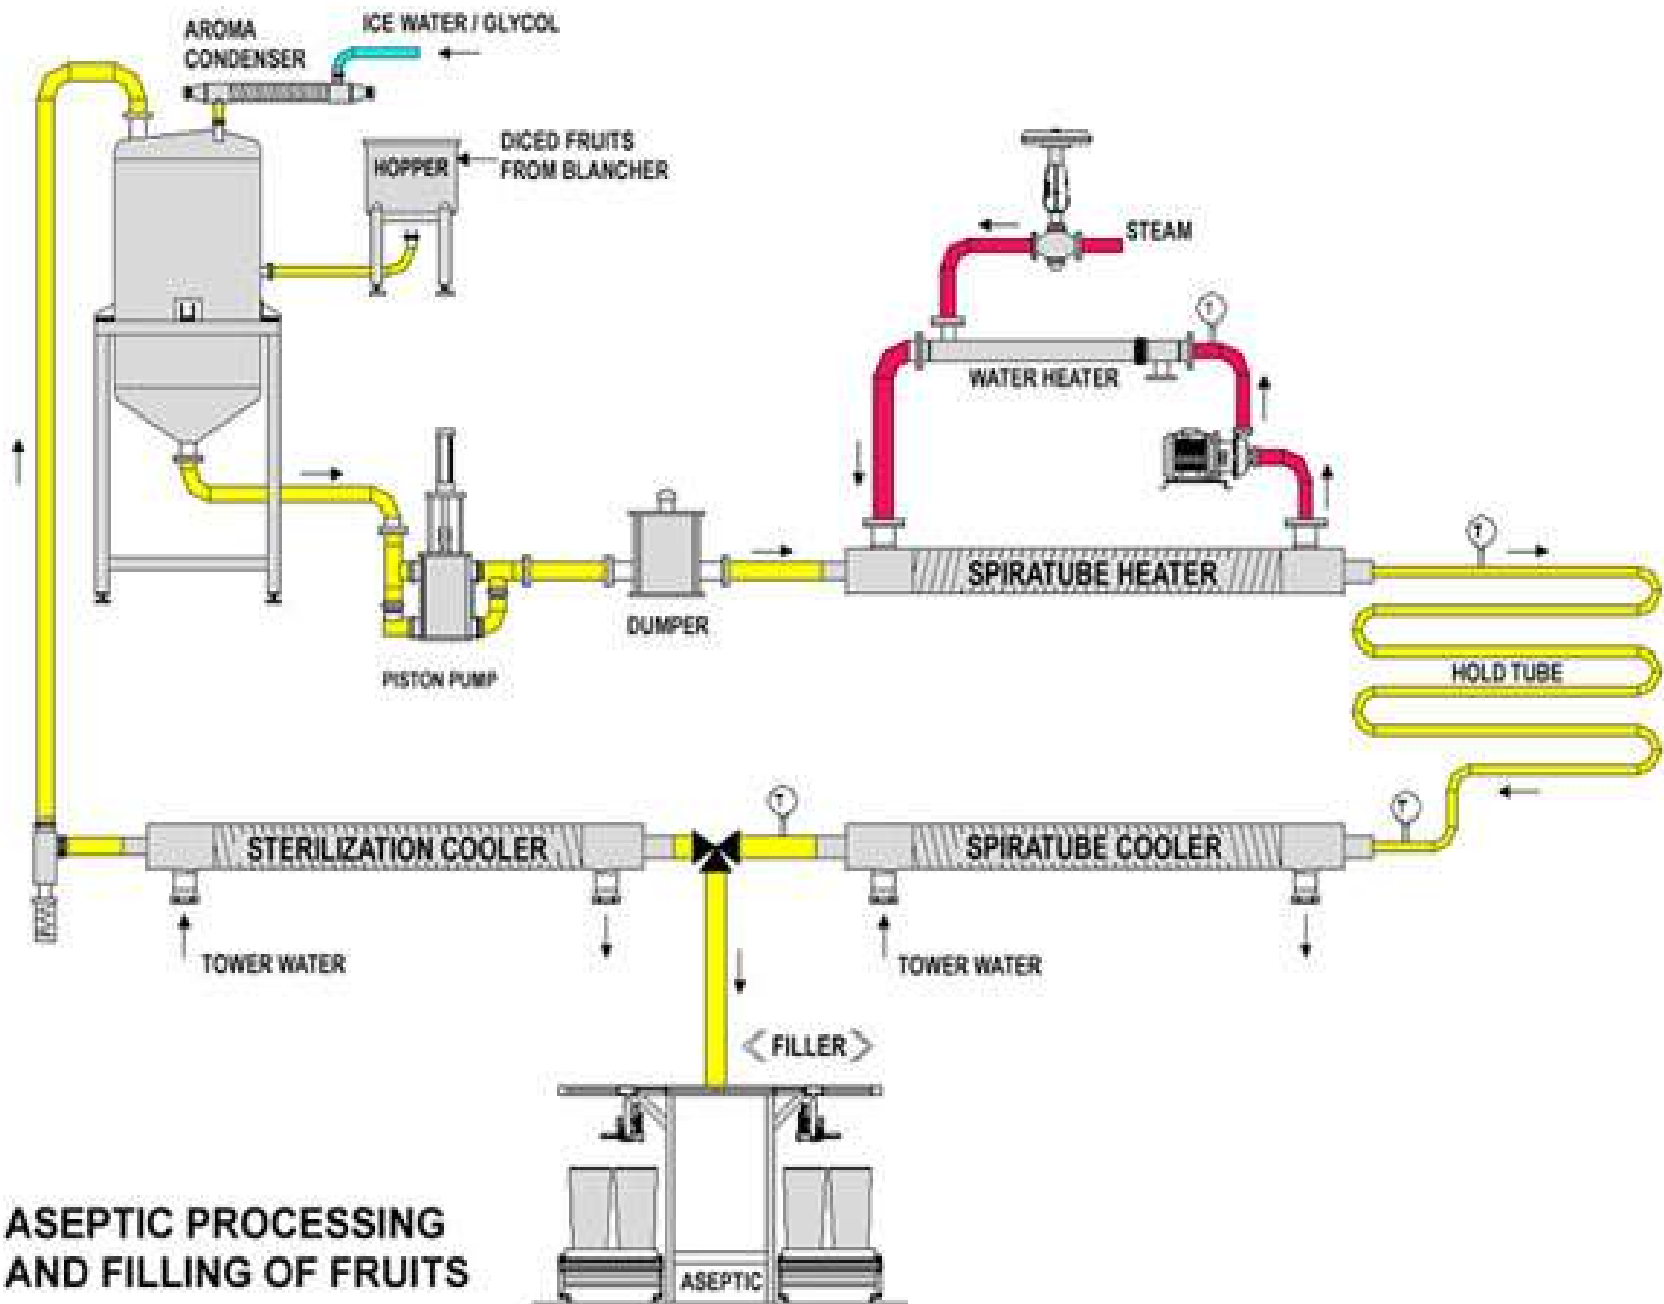 AROMA
CONDENSER
ICE WATER / GLYCOL
HOPPER
DICED FRUITS
FROM BLANCHER
STEAM
T
WATER HEATER
T
SPIRATUBE HEATER
DUMPER
PISTON PUMP
HOLD TUBE
T
T
STERILIZATION COOLER
SPIRATUBE COOLER
TOWER WATER
TOWER WATER
FILLER
ASEPTIC
ASEPTIC PROCESSING
AND FILLING OF FRUITS